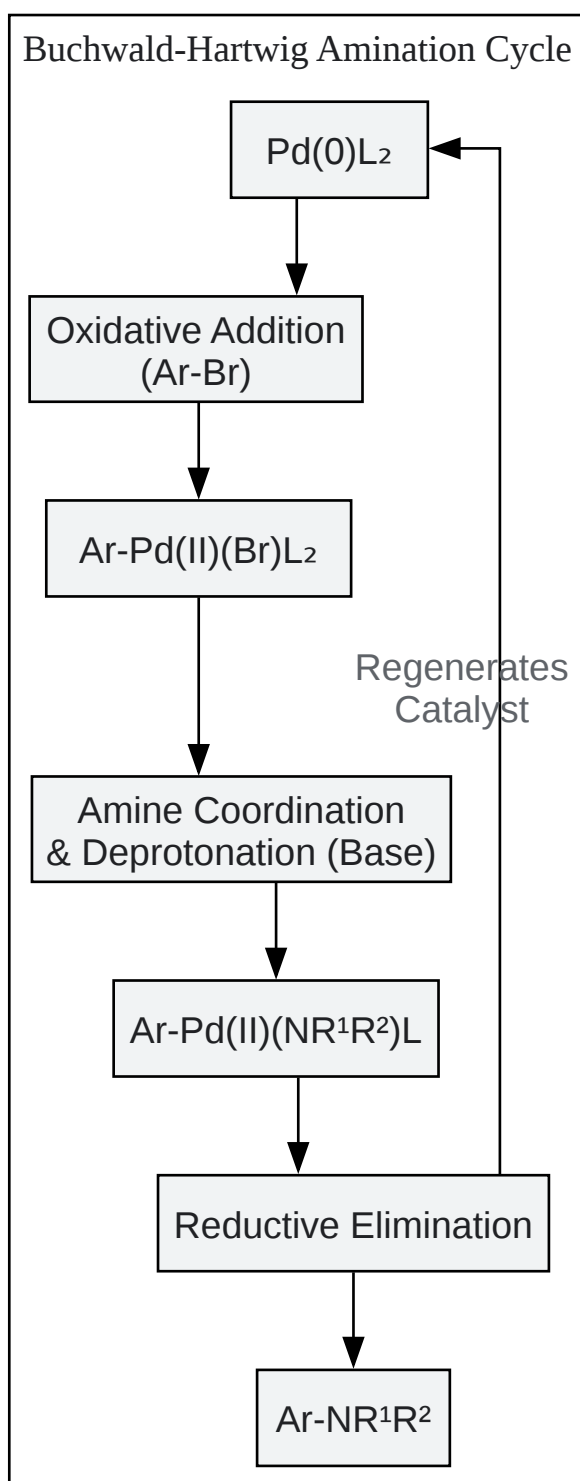 Buchwald-Hartwig Amination Cycle
Pd(0)L₂
Oxidative Addition
(Ar-Br)
Ar-Pd(II)(Br)L₂
Regenerates
Catalyst
Amine Coordination
& Deprotonation (Base)
Ar-Pd(II)(NR¹R²)L
Reductive Elimination
Ar-NR¹R²